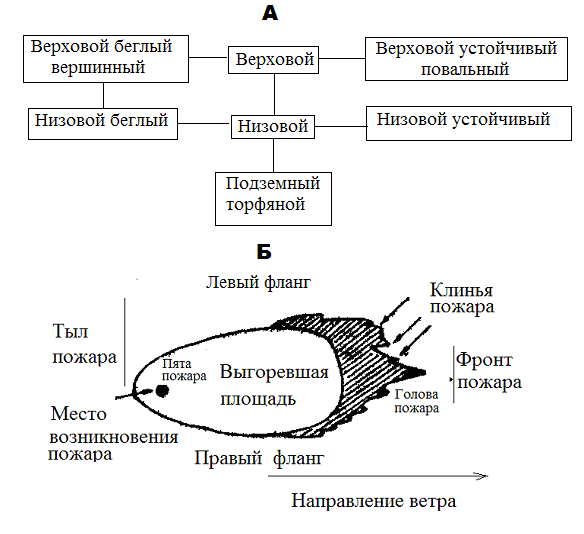 А
Верховой беглый
вершинный
Верховой
Верховой устойчивый
повальный
Низовой беглый
Низовой
Низовой устойчивый
Подземный
торфяной
Б
Левый фланг
Клинья
пожара
Тыл
пожара
Пята
пожара
Выгоревшая
площадь
Фронт
пожара
Голова
пожара
Место
возникновения
пожара
Правый фланг
Направление ветра